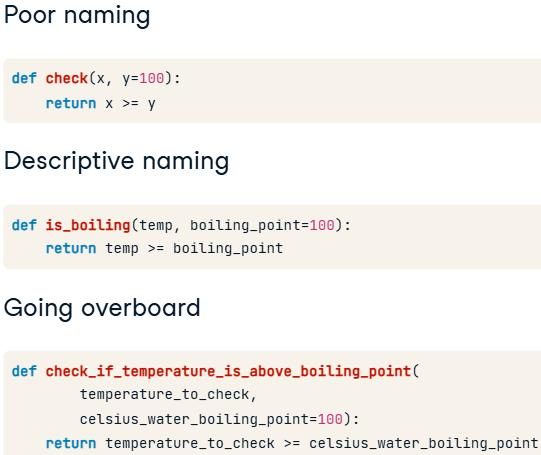 Poor naming
def check(x, y=100):
    return x >= y
Descriptive naming
def is_boiling(temp, boiling_point=100):
    return temp >= boiling_point
Going overboard
def check_if_temperature_is_above_boiling_point(
        temperature_to_check,
        celsius_water_boiling_point=100):
    return temperature_to_check >= celsius_water_boiling_point